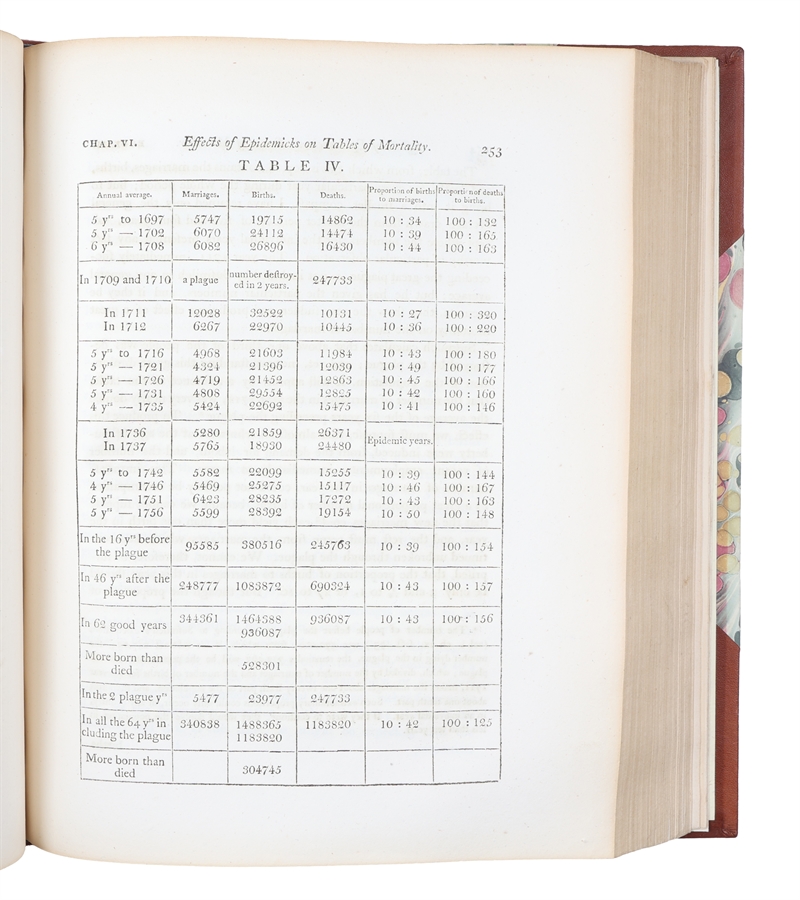 CHAP. VI. Effects of Epidemicks on Tables of Mortality. 253
TABLE IV.
Annual average. Marriages. Births. Deaths. Proportion of births to marriages. Proportion of deaths to births.
5 yrs to 1697 5747 19715 14862 10 : 34 100 : 132
5 yrs — 1702 6070 24112 14474 10 : 39 100 : 165
6 yrs — 1708 6082 26896 16430 10 : 44 100 : 163
In 1709 and 1710 a plague number destroyed in 2 years. 247733
In 1711 12028 32522 10131 10 : 27 100 : 320
In 1712 6267 22970 10445 10 : 36 100 : 220
5 yrs to 1716 4968 21603 11984 10 : 43 100 : 180
5 yrs — 1721 4324 21396 12039 10 : 49 100 : 177
5 yrs — 1726 4719 21452 12863 10 : 45 100 : 166
5 yrs — 1731 4808 29554 12825 10 : 42 100 : 160
4 yrs — 1735 5424 22692 15475 10 : 41 100 : 146
In 1736 5280 21859 26371 Epidemic years.
In 1737 5765 18930 24480
5 yrs to 1742 5582 22099 15255 10 : 39 100 : 144
4 yrs — 1746 5469 25275 15117 10 : 46 100 : 167
5 yrs — 1751 6423 28235 17272 10 : 43 100 : 163
5 yrs — 1756 5599 28392 19154 10 : 50 100 : 148
In the 16 yrs before the plague 95585 380516 245763 10 : 39 100 : 154
In 46 yrs after the plague 248777 1083872 690324 10 : 43 100 : 157
In 62 good years 344361 1464388 936087 10 : 43 100 : 156
936087
More born than died 528301
In the 2 plague yrs 5477 23977 247733
In all the 64 yrs including the plague 340838 1488365 1183820 10 : 42 100 : 125
1183820
More born than died 304745